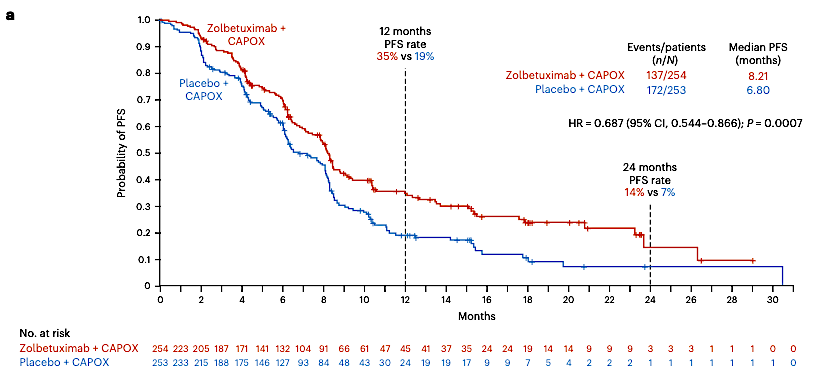 a
1.0
0.9
0.8
0.7
0.6
0.5
0.4
0.3
0.2
0.1
0
Probability of PFS
Zolbetuximab +
CAPOX
Placebo +
CAPOX
12 months
PFS rate
35% vs 19%
Events/patients Median PFS
(n/N) (months)
Zolbetuximab + CAPOX 137/254 8.21
Placebo + CAPOX 172/253 6.80
HR = 0.687 (95% CI, 0.544–0.866); P = 0.0007
24 months
PFS rate
14% vs 7%
0 2 4 6 8 10 12 14 16 18 20 22 24 26 28 30
Months
No. at risk
Zolbetuximab + CAPOX 254 223 205 187 171 141 132 104 91 66 61 47 45 41 37 35 24 24 19 14 14 9 9 9 3 3 3 1 1 1 0 0
Placebo + CAPOX 253 233 215 188 175 146 127 93 84 48 43 30 24 19 19 17 9 9 7 5 4 2 2 2 1 1 1 1 1 1 1 0